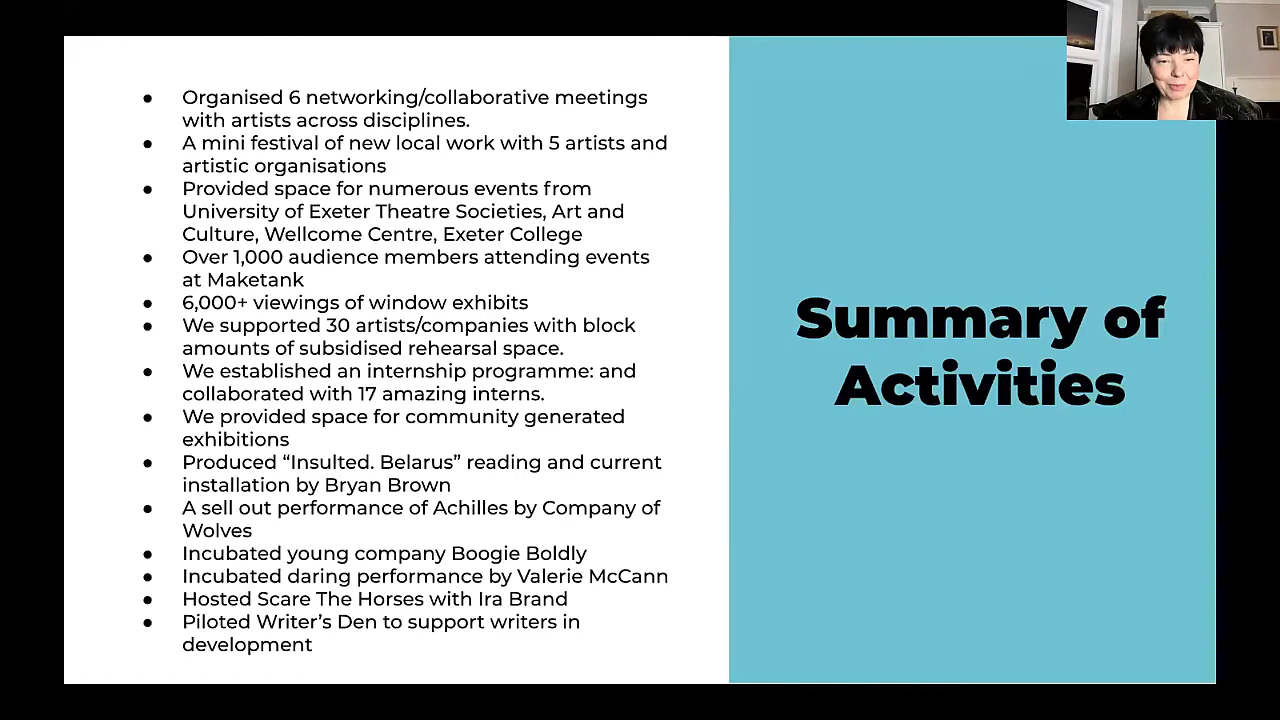 ● Organised 6 networking/collaborative meetings
with artists across disciplines.
● A mini festival of new local work with 5 artists and
artistic organisations
● Provided space for numerous events from
University of Exeter Theatre Societies, Art and
Culture, Wellcome Centre, Exeter College
● Over 1,000 audience members attending events
at Maketank
● 6,000+ viewings of window exhibits
● We supported 30 artists/companies with block
amounts of subsidised rehearsal space.
● We established an internship programme: and
collaborated with 17 amazing interns.
● We provided space for community generated
exhibitions
● Produced “Insulted. Belarus” reading and current
installation by Bryan Brown
● A sell out performance of Achilles by Company of
Wolves
● Incubated young company Boogie Boldly
● Incubated daring performance by Valerie McCann
● Hosted Scare The Horses with Ira Brand
● Piloted Writer’s Den to support writers in
development
Summary of
Activities